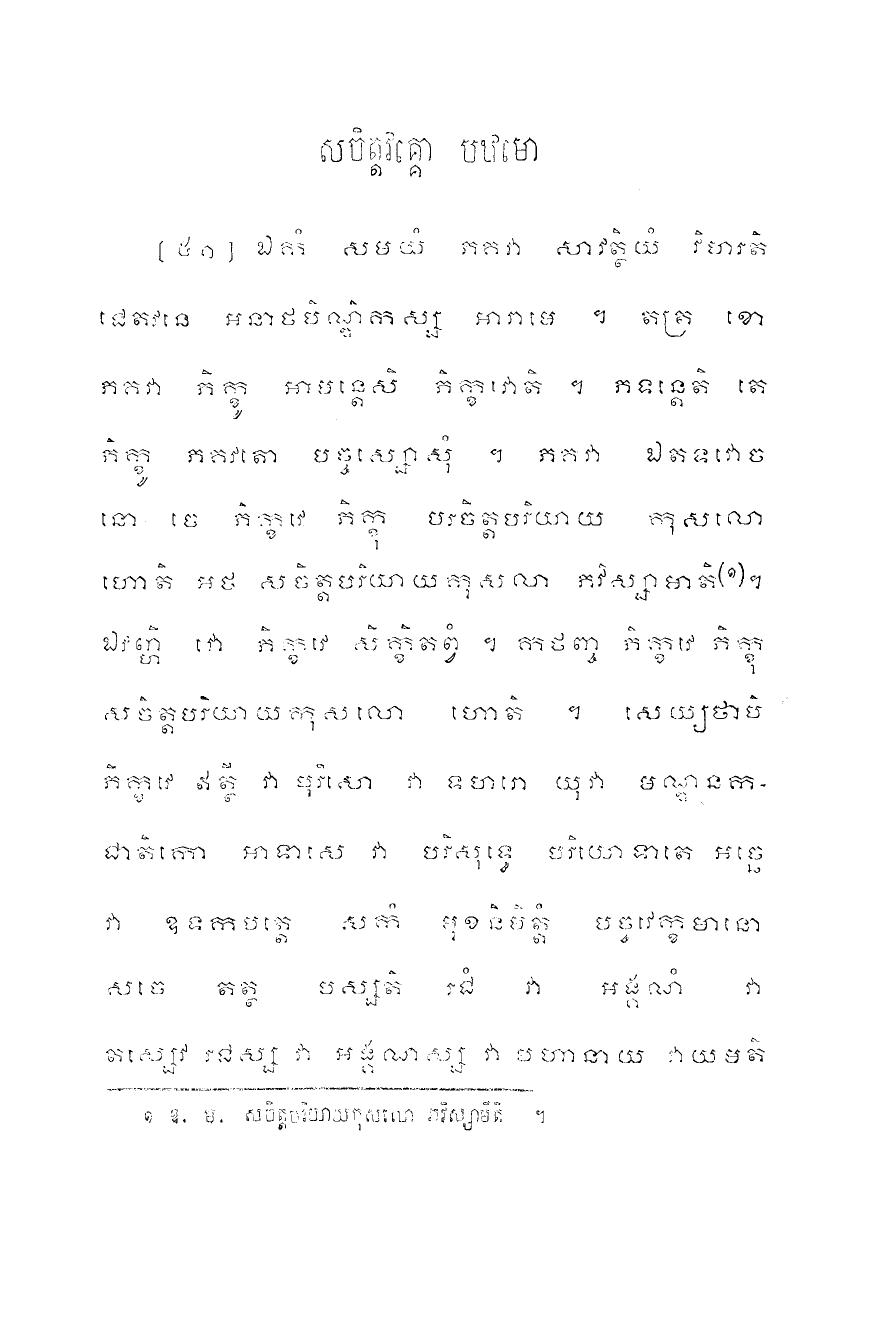 សចិត្តវគ្គោ បឋមោ
[៥១] ឯកំ សមយំ ភគវា សាវត្ថិយំ វិហរតិ
ជេតវនេ អនាថបិណ្ឌិកស្ស អារាមេ ។ តត្រ ខោ
ភគវា ភិក្ខូ អាមន្តេសិ ភិក្ខវោតិ ។ ភទន្តេតិ តេ
ភិក្ខូ ភគវតោ បច្ចស្សោសុំ ។ ភគវា ឯតទវោច
នោ ចេ ភិក្ខវេ ភិក្ខុ បរចិត្តបរិយាយ កុសលោ
ហោតិ អថ សចិត្តបរិយាយកុសលា ភវិស្សាមាតិ(១)។
ឯវញ្ហិ វោ ភិក្ខវេ សិក្ខិតព្វំ ។ កថញ្ច ភិក្ខវេ ភិក្ខុ
សចិត្តបរិយាយកុសលោ ហោតិ ។ សេយ្យថាបិ
ភិក្ខវេ ឥត្ថី វា បុរិសោ វា ទហរោ យុវា មណ្ឌនក-
ជាតិកោ អាទាសេ វា បរិសុទ្ធេ បរិយោទាតេ អច្ឆេ
វា ឧទកបត្តេ សកំ មុខនិមិត្តំ បច្ចវេក្ខមានោ
សចេ តត្ថ បស្សតិ រជំ វា អង្គណំ វា
តស្សេវ រជស្ស វា អង្គណស្ស វា បហានាយ វាយមតិ
១ ឱ. ម. សចិត្តបរិយាយកុសលោ ភវិស្សាមីតិ ។